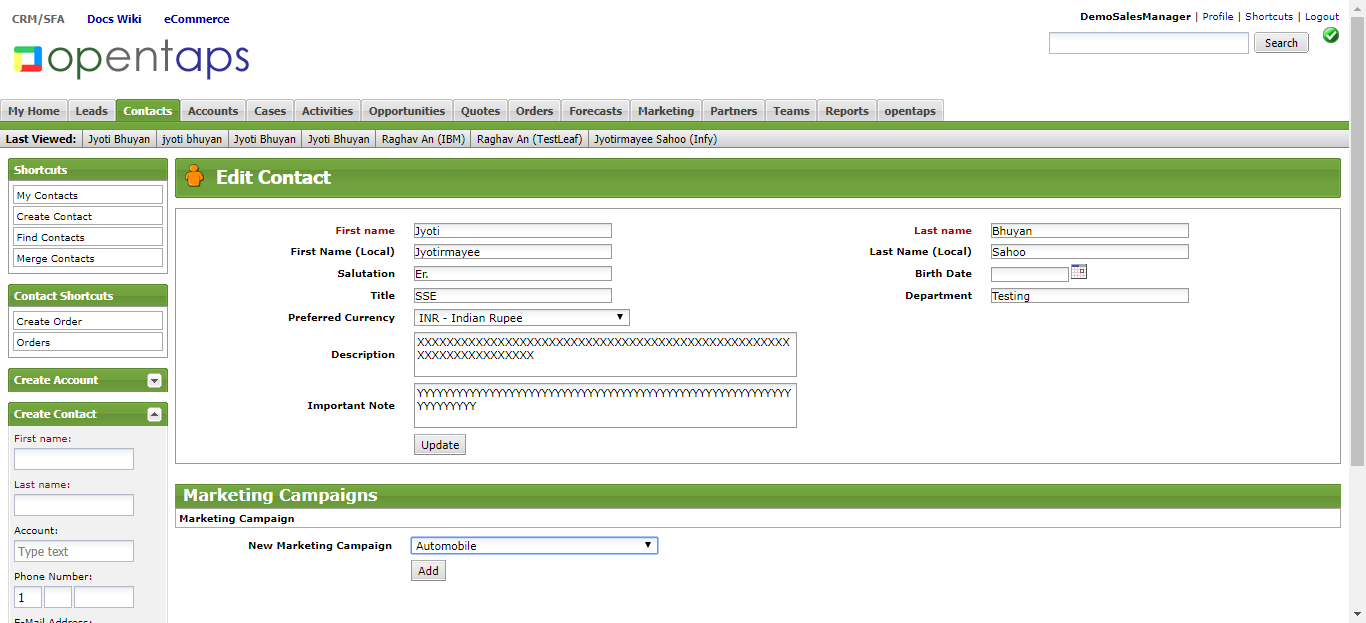 CRM/SFA Docs Wiki eCommerce
DemoSalesManager | Profile | Shortcuts | Logout
opentaps
Search
My Home Leads Contacts Accounts Cases Activities Opportunities Quotes Orders Forecasts Marketing Partners Teams Reports opentaps
Last Viewed: Jyoti Bhuyan jyoti bhuyan Jyoti Bhuyan Jyoti Bhuyan Raghav An (IBM) Raghav An (TestLeaf) Jyotirmayee Sahoo (Infy)
Shortcuts
My Contacts
Create Contact
Find Contacts
Merge Contacts
Contact Shortcuts
Create Order
Orders
Create Account
Create Contact
First name:
Last name:
Account:
Type text
Phone Number:
1
E-Mail Address:
Edit Contact
First name Jyoti Last name Bhuyan
First Name (Local) Jyotirmayee Last Name (Local) Sahoo
Salutation Er. Birth Date
Title SSE Department Testing
Preferred Currency INR - Indian Rupee
Description
XXXXXXXXXXXXXXXXXXXXXXXXXXXXXXXXXXXXXXXXXXXXXXXXXXX
XXXXXXXXXXXXXXXX
Important Note
YYYYYYYYYYYYYYYYYYYYYYYYYYYYYYYYYYYYYYYYYYYYYYYYYYY
YYYYYYYY
Update
Marketing Campaigns
Marketing Campaign
New Marketing Campaign Automobile
Add